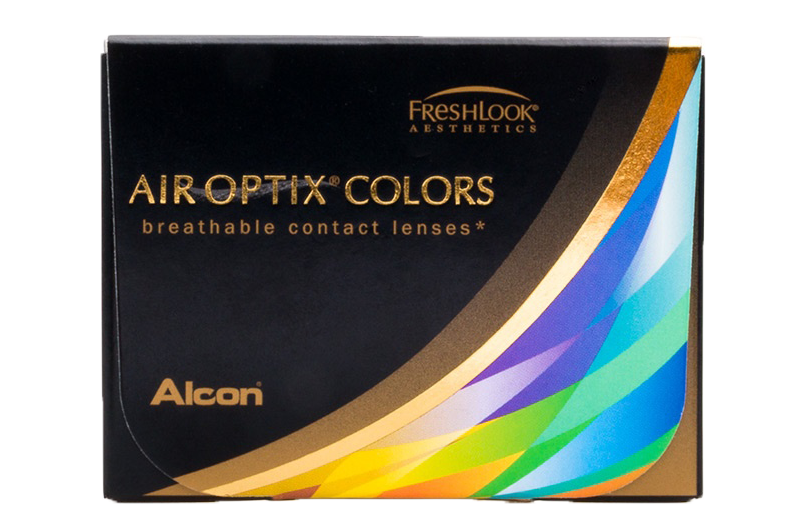 FRESHLOOK®
AESTHETICS
AIR OPTIX® COLORS
breathable contact lenses*
Alcon®